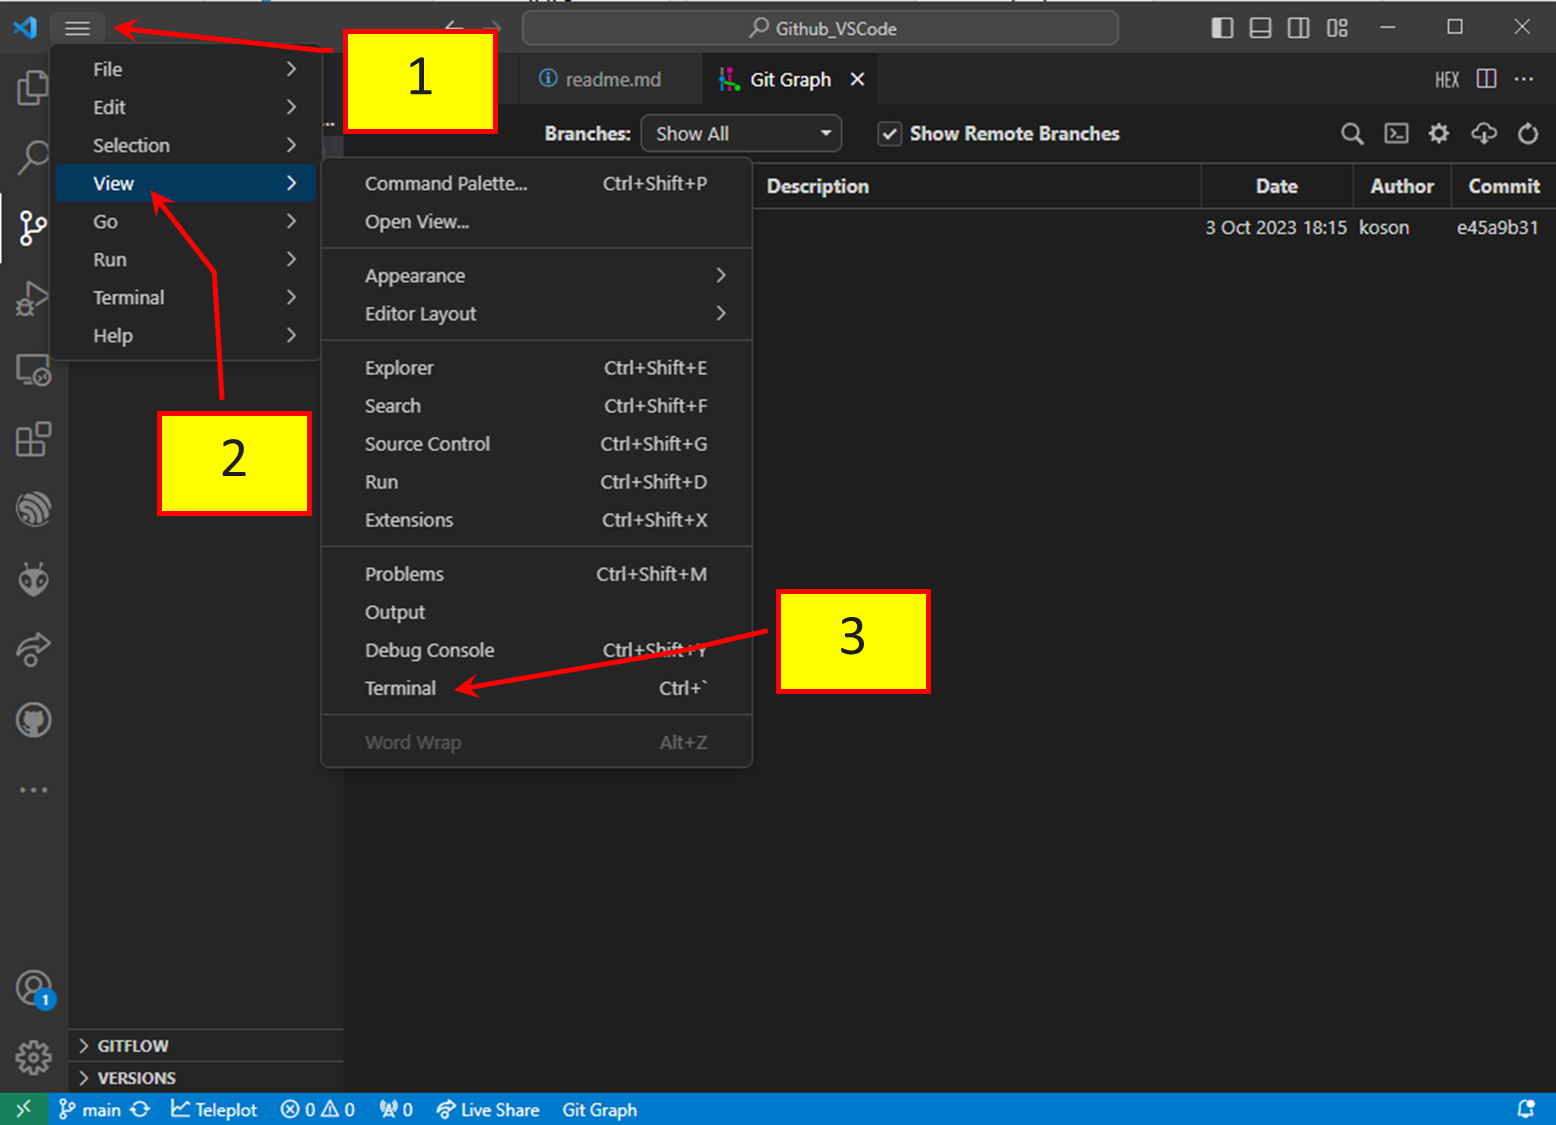 Github_VSCode
File
Edit
Selection
View
Go
Run
Terminal
Help
1
2
3
readme.md
Git Graph
HEX
Branches: Show All
Show Remote Branches
Description Date Author Commit
3 Oct 2023 18:15 koson e45a9b31
Command Palette... Ctrl+Shift+P
Open View...
Appearance
Editor Layout
Explorer Ctrl+Shift+E
Search Ctrl+Shift+F
Source Control Ctrl+Shift+G
Run Ctrl+Shift+D
Extensions Ctrl+Shift+X
Problems Ctrl+Shift+M
Output
Debug Console Ctrl+Shift+Y
Terminal Ctrl+`
Word Wrap Alt+Z
1
GITFLOW
VERSIONS
main Teleplot 0 0 0 Live Share Git Graph